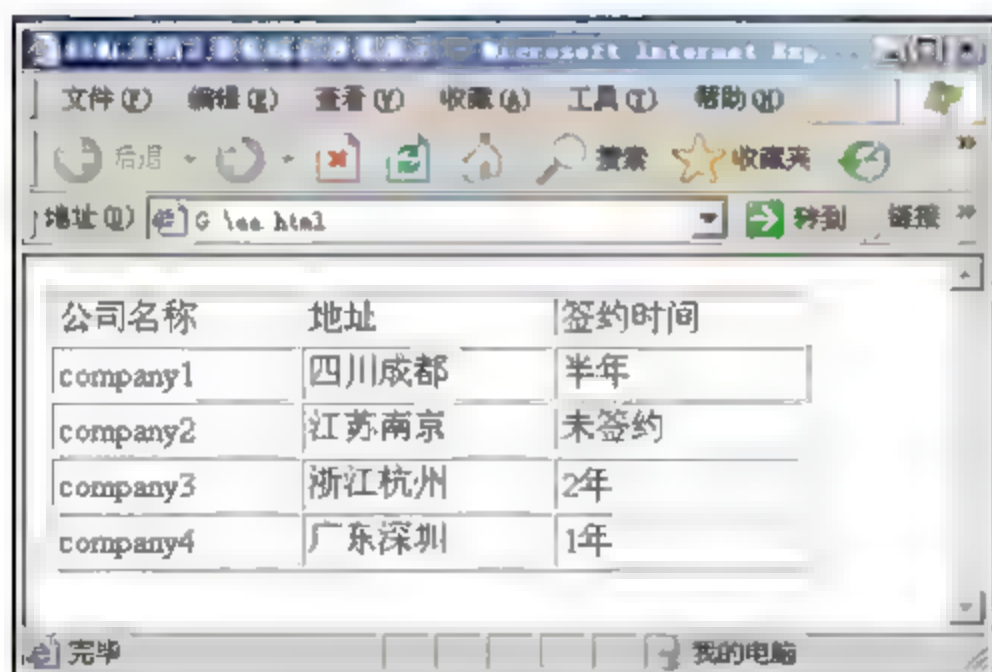 Microsoft Internet Exp...
文件(F) 编辑(E) 查看(V) 收藏(A) 工具(T) 帮助(H)
后退 搜索 收藏夹
地址(D) G \aa html 转到 链接
公司名称 地址 签约时间
company1 四川成都 半年
company2 江苏南京 未签约
company3 浙江杭州 2年
company4 广东深圳 1年
完毕 我的电脑